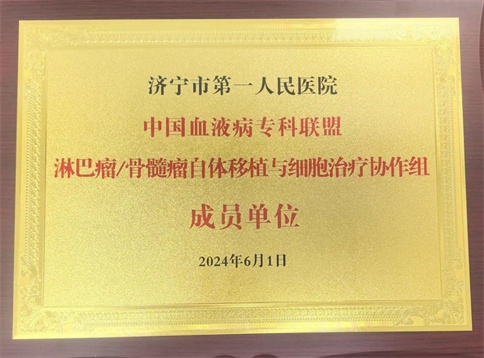 济宁市第一人民医院
中国血液病专科联盟
淋巴瘤/骨髓瘤自体移植与细胞治疗协作组
成员单位
2024年6月1日